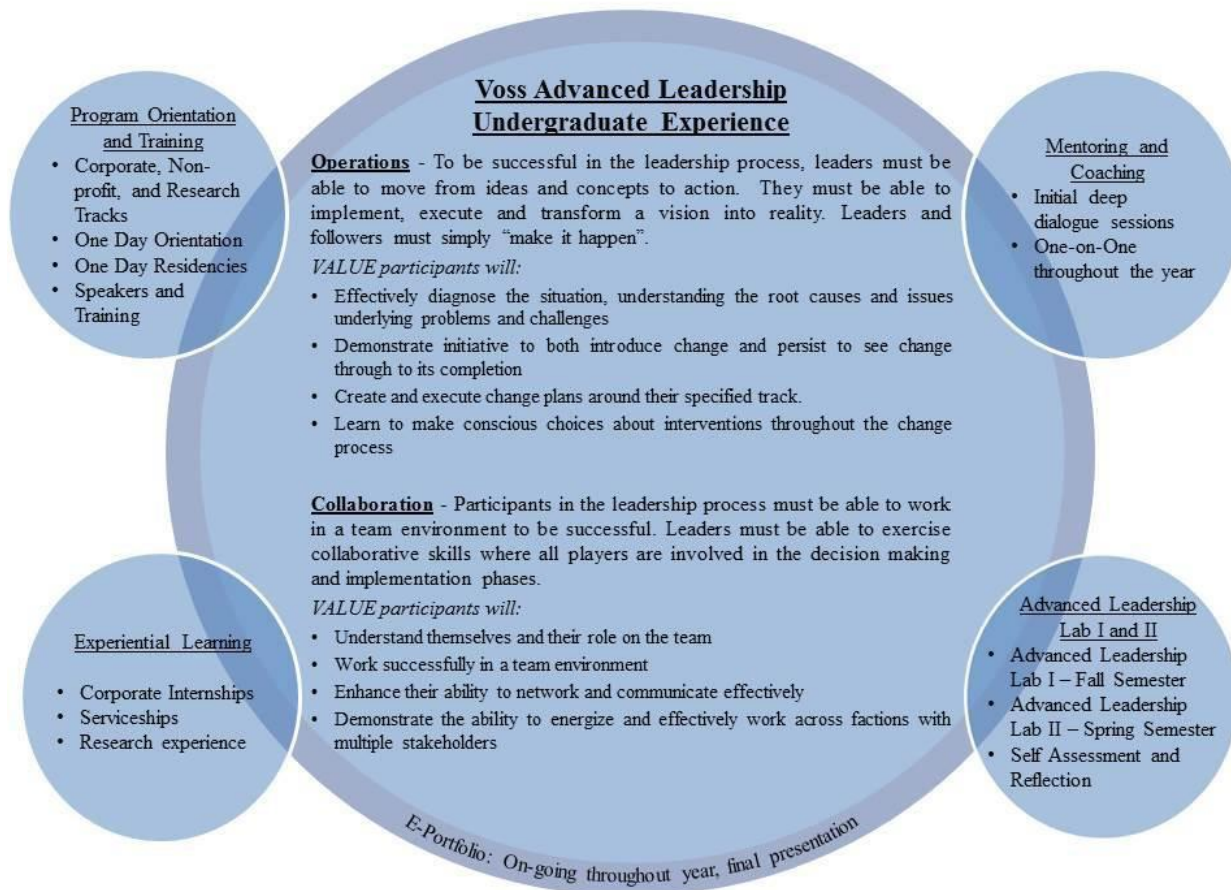 Voss Advanced Leadership
Undergraduate Experience
Program Orientation
and Training
• Corporate, Non-
profit, and Research
Tracks
• One Day Orientation
• One Day Residencies
• Speakers and
Training
Operations - To be successful in the leadership process, leaders must be
able to move from ideas and concepts to action. They must be able to
implement, execute and transform a vision into reality. Leaders and
followers must simply “make it happen”.
VALUE participants will:
• Effectively diagnose the situation, understanding the root causes and issues
underlying problems and challenges
• Demonstrate initiative to both introduce change and persist to see change
through to its completion
• Create and execute change plans around their specified track.
• Learn to make conscious choices about interventions throughout the change
process
Mentoring and
Coaching
• Initial deep
dialogue sessions
• One-on-One
throughout the year
Collaboration - Participants in the leadership process must be able to work
in a team environment to be successful. Leaders must be able to exercise
collaborative skills where all players are involved in the decision making
and implementation phases.
VALUE participants will:
• Understand themselves and their role on the team
• Work successfully in a team environment
• Enhance their ability to network and communicate effectively
• Demonstrate the ability to energize and effectively work across factions with
multiple stakeholders
Experiential Learning
• Corporate Internships
• Serviceships
• Research experience
Advanced Leadership
Lab I and II
• Advanced Leadership
Lab I – Fall Semester
• Advanced Leadership
Lab II – Spring Semester
• Self Assessment and
Reflection
E-Portfolio: On-going throughout year, final presentation